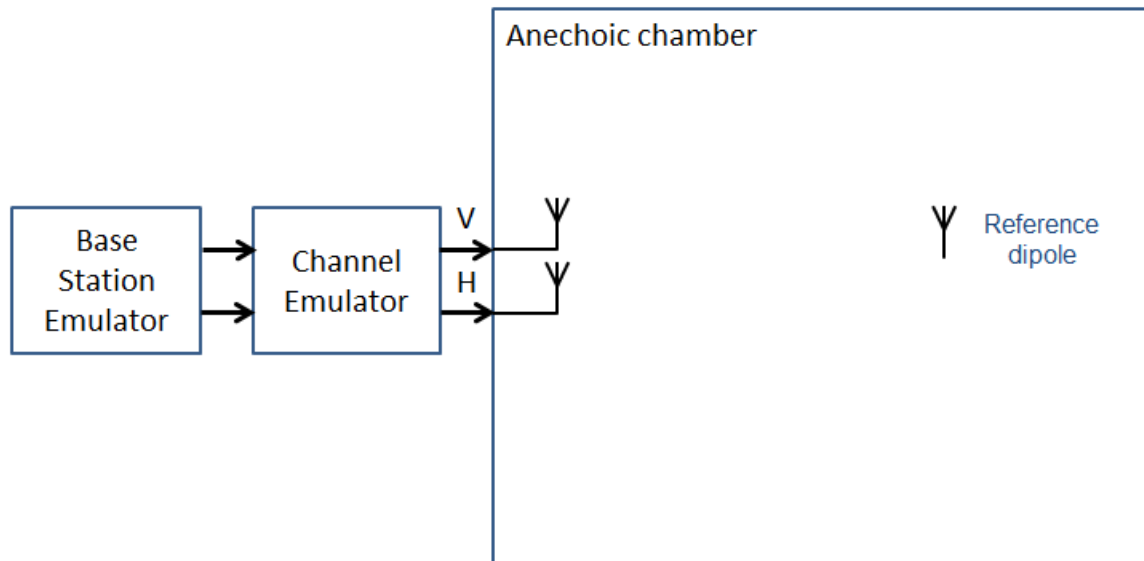 Anechoic chamber
Base
Station
Emulator
Channel
Emulator
V
H
Reference
dipole